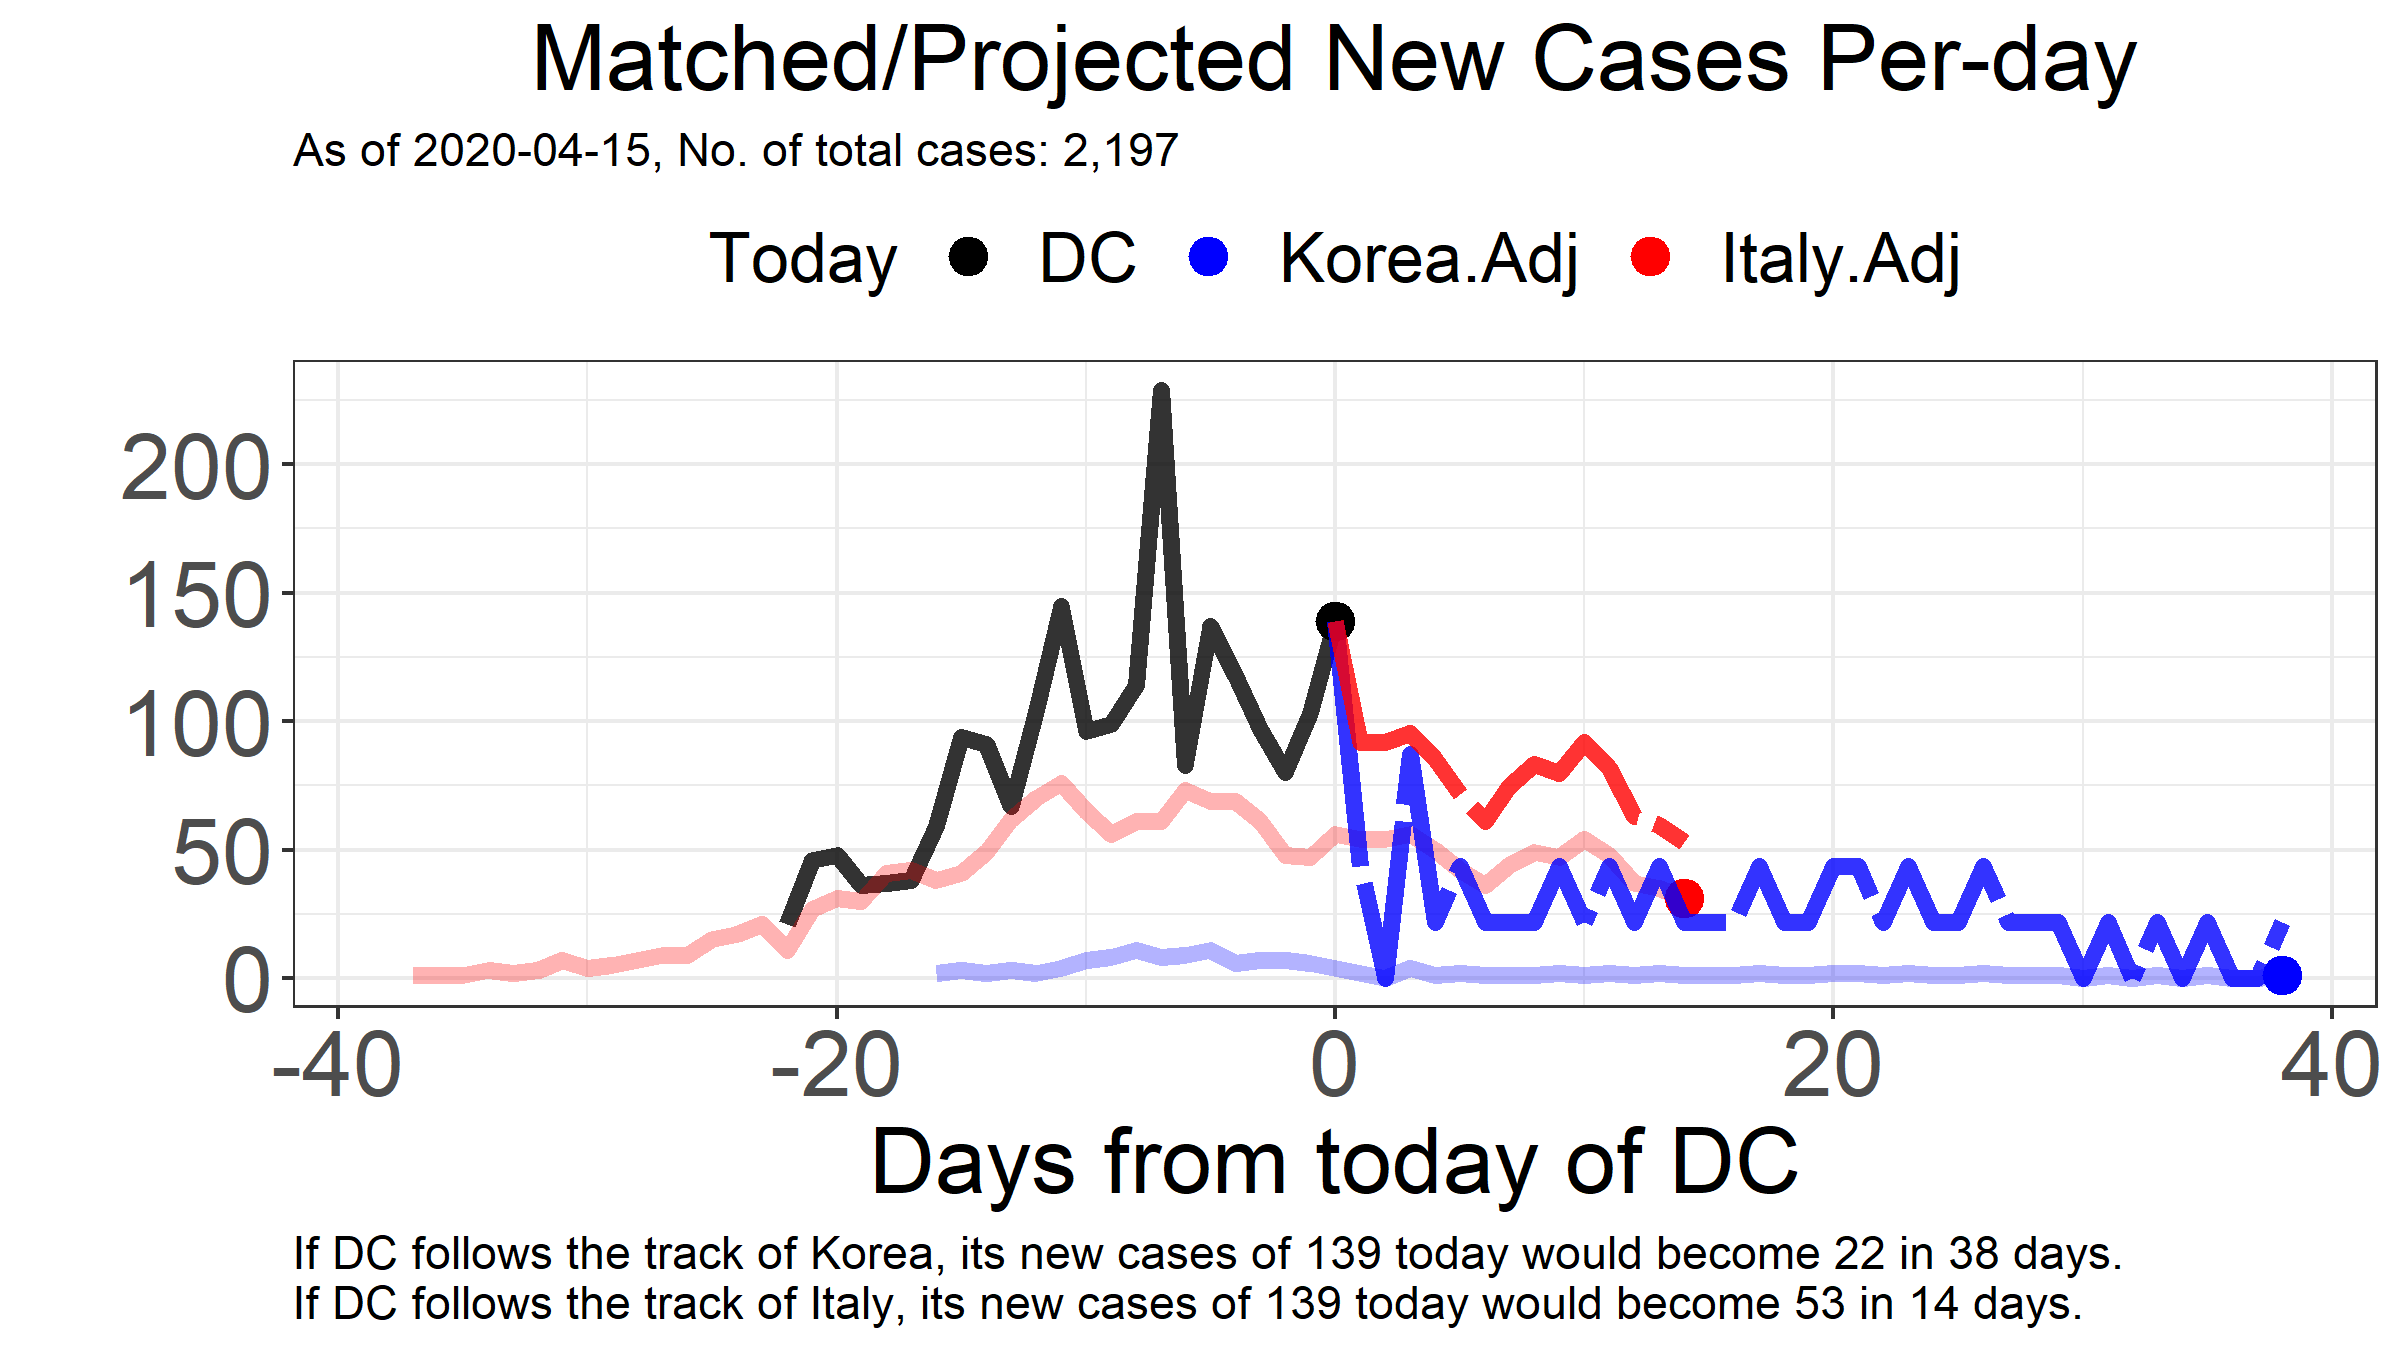 Matched/Projected New Cases Per-day
As of 2020-04-15, No. of total cases: 2,197
Today DC Korea.Adj Italy.Adj
200
150
100
50
0
-40 -20 0 20 40
Days from today of DC
If DC follows the track of Korea, its new cases of 139 today would become 22 in 38 days.
If DC follows the track of Italy, its new cases of 139 today would become 53 in 14 days.